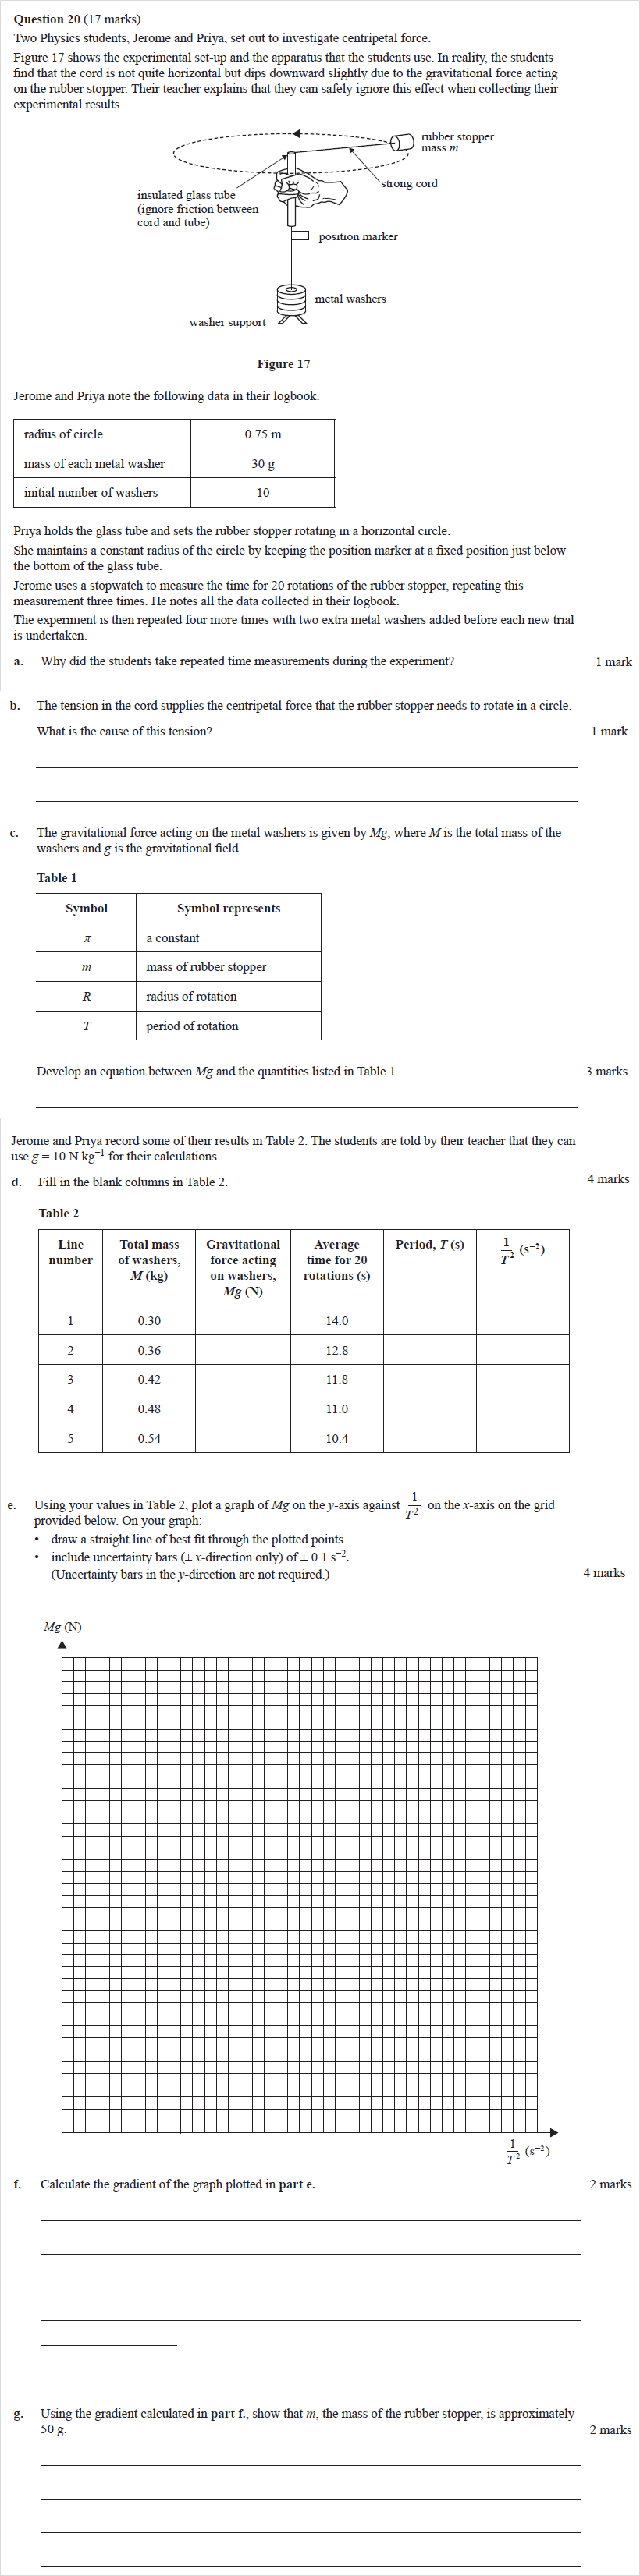 Question 20 (17 marks)
Two Physics students, Jerome and Priya, set out to investigate centripetal force.
Figure 17 shows the experimental set-up and the apparatus that the students use. In reality, the students
find that the cord is not quite horizontal but dips downward slightly due to the gravitational force acting
on the rubber stopper. Their teacher explains that they can safely ignore this effect when collecting their
experimental results.
rubber stopper
mass m
strong cord
insulated glass tube
(ignore friction between
cord and tube)
position marker
metal washers
washer support
Figure 17
Jerome and Priya note the following data in their logbook.
radius of circle 0.75 m
mass of each metal washer 30 g
initial number of washers 10
Priya holds the glass tube and sets the rubber stopper rotating in a horizontal circle.
She maintains a constant radius of the circle by keeping the position marker at a fixed position just below
the bottom of the glass tube.
Jerome uses a stopwatch to measure the time for 20 rotations of the rubber stopper, repeating this
measurement three times. He notes all the data collected in their logbook.
The experiment is then repeated four more times with two extra metal washers added before each new trial
is undertaken.
a. Why did the students take repeated time measurements during the experiment? 1 mark
b. The tension in the cord supplies the centripetal force that the rubber stopper needs to rotate in a circle.
What is the cause of this tension? 1 mark
c. The gravitational force acting on the metal washers is given by Mg, where M is the total mass of the
washers and g is the gravitational field.
Table 1
Symbol Symbol represents
π a constant
m mass of rubber stopper
R radius of rotation
T period of rotation
Develop an equation between Mg and the quantities listed in Table 1. 3 marks
Jerome and Priya record some of their results in Table 2. The students are told by their teacher that they can
use g = 10 N kg⁻¹ for their calculations.
d. Fill in the blank columns in Table 2. 4 marks
Table 2
Line number Total mass of washers, M (kg) Gravitational force acting on washers, Mg (N) Average time for 20 rotations (s) Period, T (s) 1/T² (s⁻²)
1 0.30 14.0
2 0.36 12.8
3 0.42 11.8
4 0.48 11.0
5 0.54 10.4
e. Using your values in Table 2, plot a graph of Mg on the y-axis against 1/T² on the x-axis on the grid
provided below. On your graph:
• draw a straight line of best fit through the plotted points
• include uncertainty bars (± x-direction only) of ± 0.1 s⁻².
(Uncertainty bars in the y-direction are not required.) 4 marks
Mg (N)
1/T² (s⁻²)
f. Calculate the gradient of the graph plotted in part e. 2 marks
g. Using the gradient calculated in part f., show that m, the mass of the rubber stopper, is approximately
50 g. 2 marks